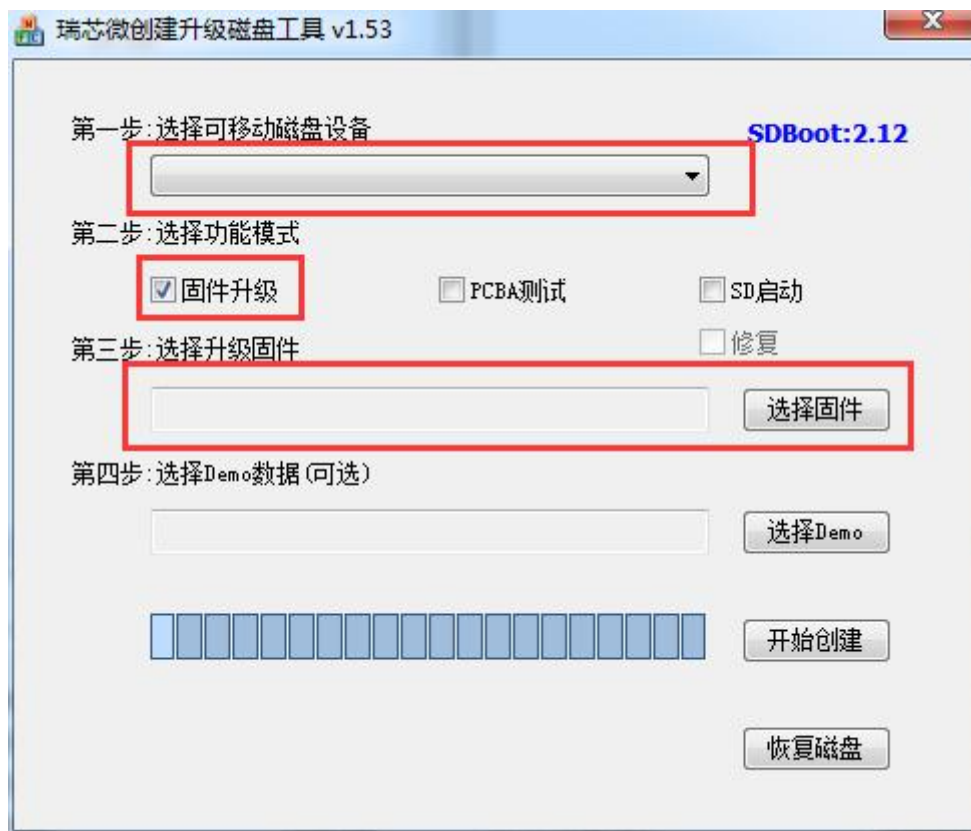 瑞芯微创建升级磁盘工具 v1.53
第一步:选择可移动磁盘设备
SDBoot:2.12
第二步:选择功能模式
固件升级 PCBA测试 SD启动
修复
第三步:选择升级固件
选择固件
第四步:选择Demo数据(可选)
选择Demo
开始创建
恢复磁盘